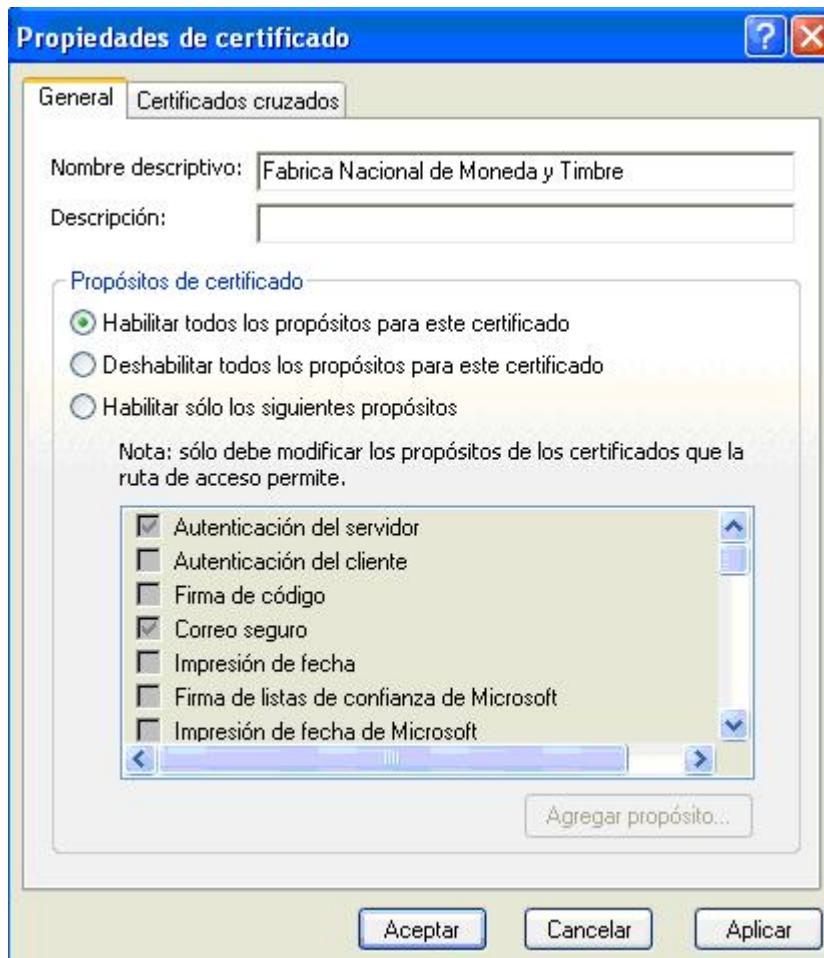 Propiedades de certificado
General
Certificados cruzados
Nombre descriptivo: Fabrica Nacional de Moneda y Timbre
Descripción:
Propósitos de certificado
Habilitar todos los propósitos para este certificado
Deshabilitar todos los propósitos para este certificado
Habilitar sólo los siguientes propósitos
Nota: sólo debe modificar los propósitos de los certificados que la
ruta de acceso permite.
Autenticación del servidor
Autenticación del cliente
Firma de código
Correo seguro
Impresión de fecha
Firma de listas de confianza de Microsoft
Impresión de fecha de Microsoft
Agregar propósito...
Aceptar Cancelar Aplicar